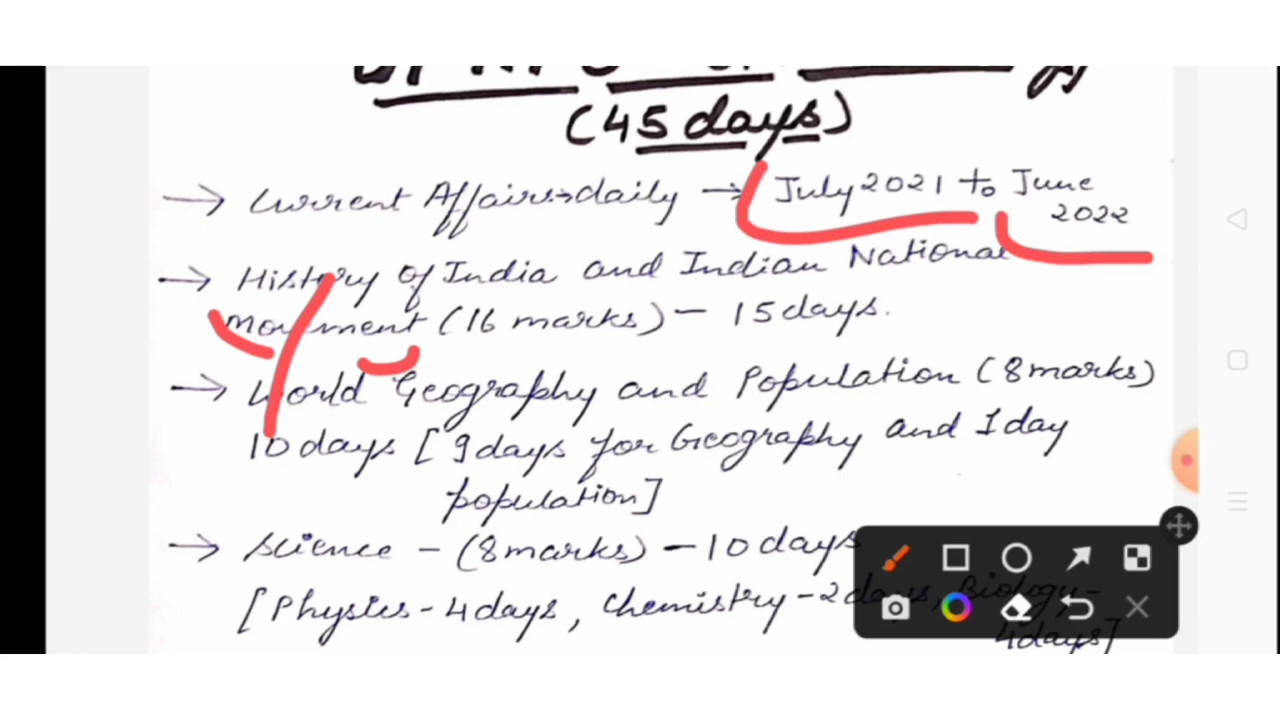 (45 days)
→ Current Affairs→daily → July 2021 to June
2022
→ History of India and Indian National
Movement (16 marks) – 15 days.
→ World Geography and Population (8 marks)
10 days [ 9 days for Geography and 1 day
population]
→ Science – (8 marks) – 10 days
[Physics - 4 days, Chemistry - 2 days, Biology-
4 days]